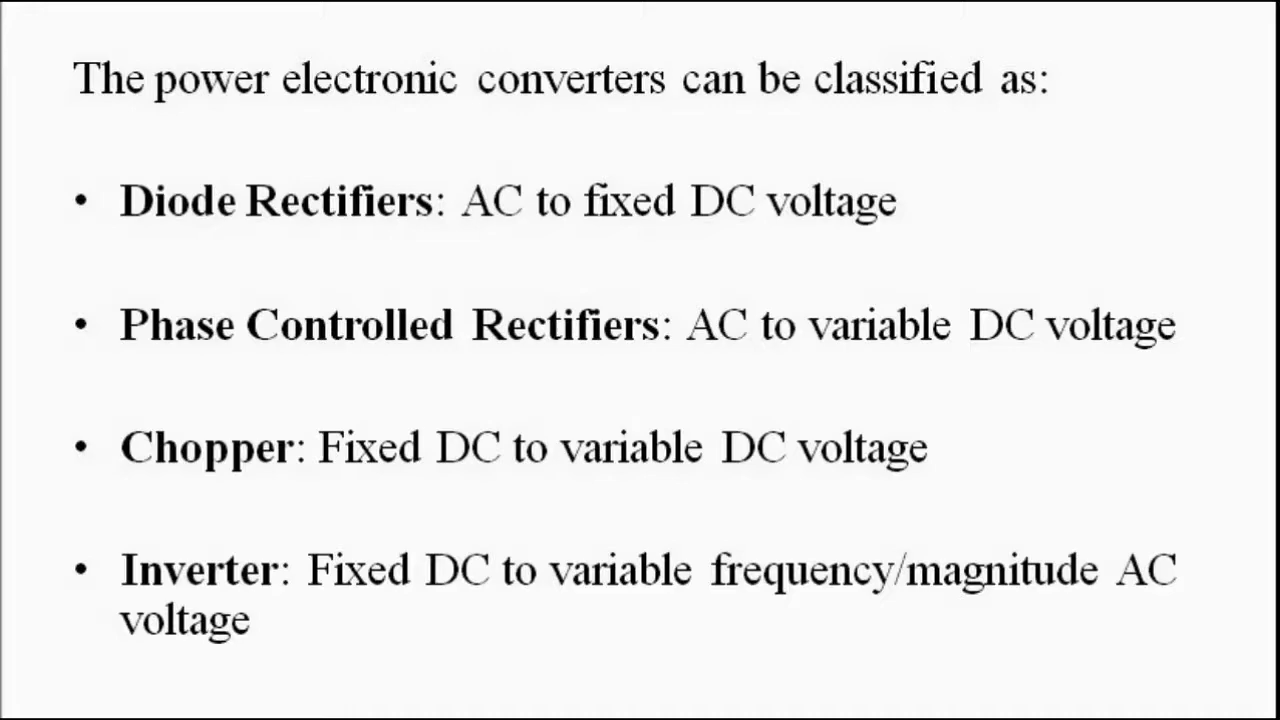 The power electronic converters can be classified as:
• Diode Rectifiers: AC to fixed DC voltage
• Phase Controlled Rectifiers: AC to variable DC voltage
• Chopper: Fixed DC to variable DC voltage
• Inverter: Fixed DC to variable frequency/magnitude AC
voltage